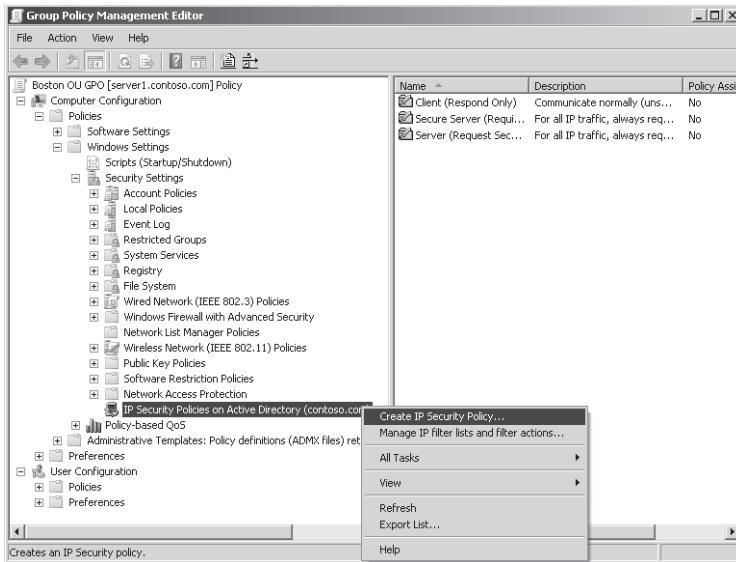 Group Policy Management Editor
File Action View Help
Boston OU GPO [server1.contoso.com] Policy
Computer Configuration
Policies
Software Settings
Windows Settings
Scripts (Startup/Shutdown)
Security Settings
Account Policies
Local Policies
Event Log
Restricted Groups
System Services
Registry
File System
Wired Network (IEEE 802.3) Policies
Windows Firewall with Advanced Security
Network List Manager Policies
Wireless Network (IEEE 802.11) Policies
Public Key Policies
Software Restriction Policies
Network Access Protection
IP Security Policies on Active Directory (contoso.com)
Policy-based QoS
Administrative Templates: Policy definitions (ADMX files) ret
Preferences
User Configuration
Policies
Preferences
Name Description Policy Assi
Client (Respond Only) Communicate normally (uns... No
Secure Server (Requi... For all IP traffic, always req... No
Server (Request Sec... For all IP traffic, always req... No
Create IP Security Policy...
Manage IP filter lists and filter actions...
All Tasks
View
Refresh
Export List...
Help
Creates an IP Security policy.